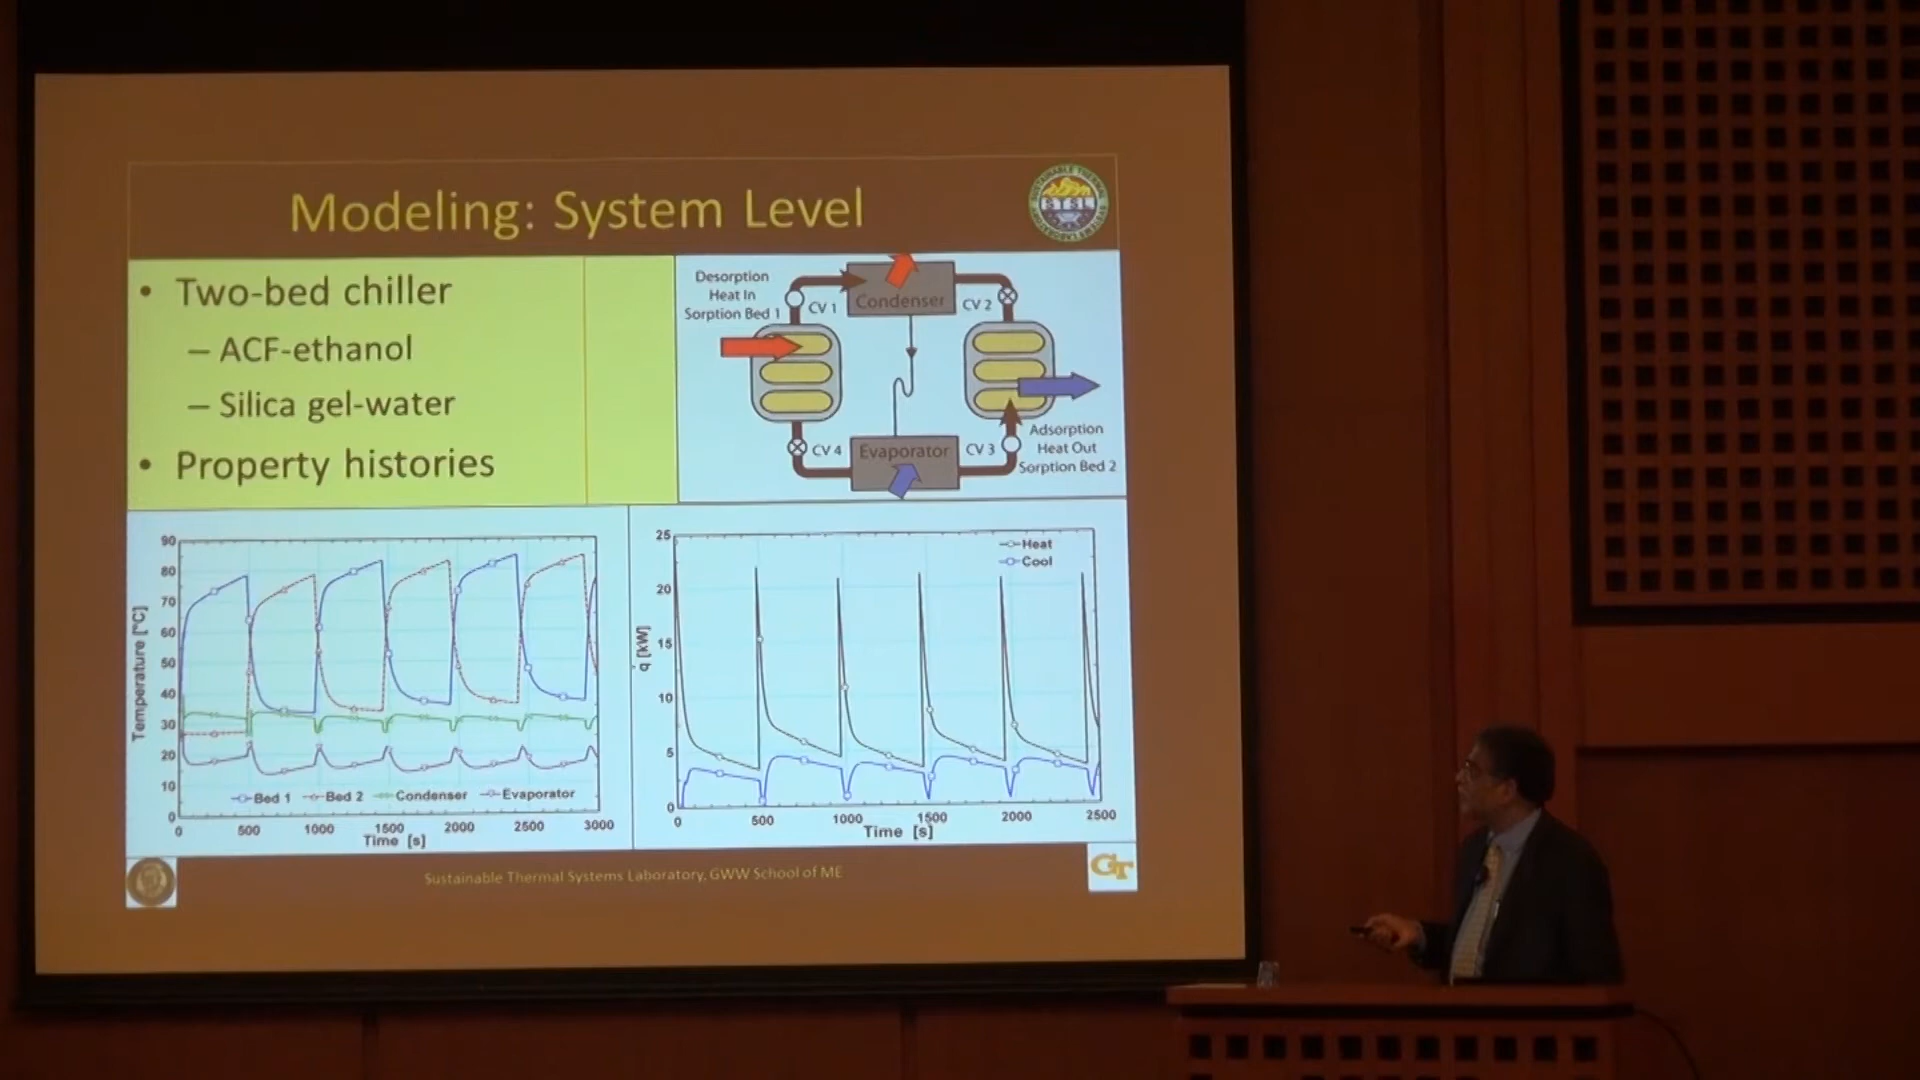 Modeling: System Level
SUSTAINABLE THERMAL
STSL
• Two-bed chiller
– ACF-ethanol
– Silica gel-water
• Property histories
Desorption
Heat In
Sorption Bed 1
CV 1
Condenser
CV 2
CV 4
Evaporator
CV 3
Adsorption
Heat Out
Sorption Bed 2
Temperature [°C]
90
80
70
60
50
40
30
20
10
0
Bed 1 Bed 2 Condenser Evaporator
0 500 1000 1500 2000 2500 3000
Time [s]
q [kW]
25
20
15
10
5
0
Heat
Cool
0 500 1000 1500 2000 2500
Time [s]
Sustainable Thermal Systems Laboratory, GWW School of ME
GT